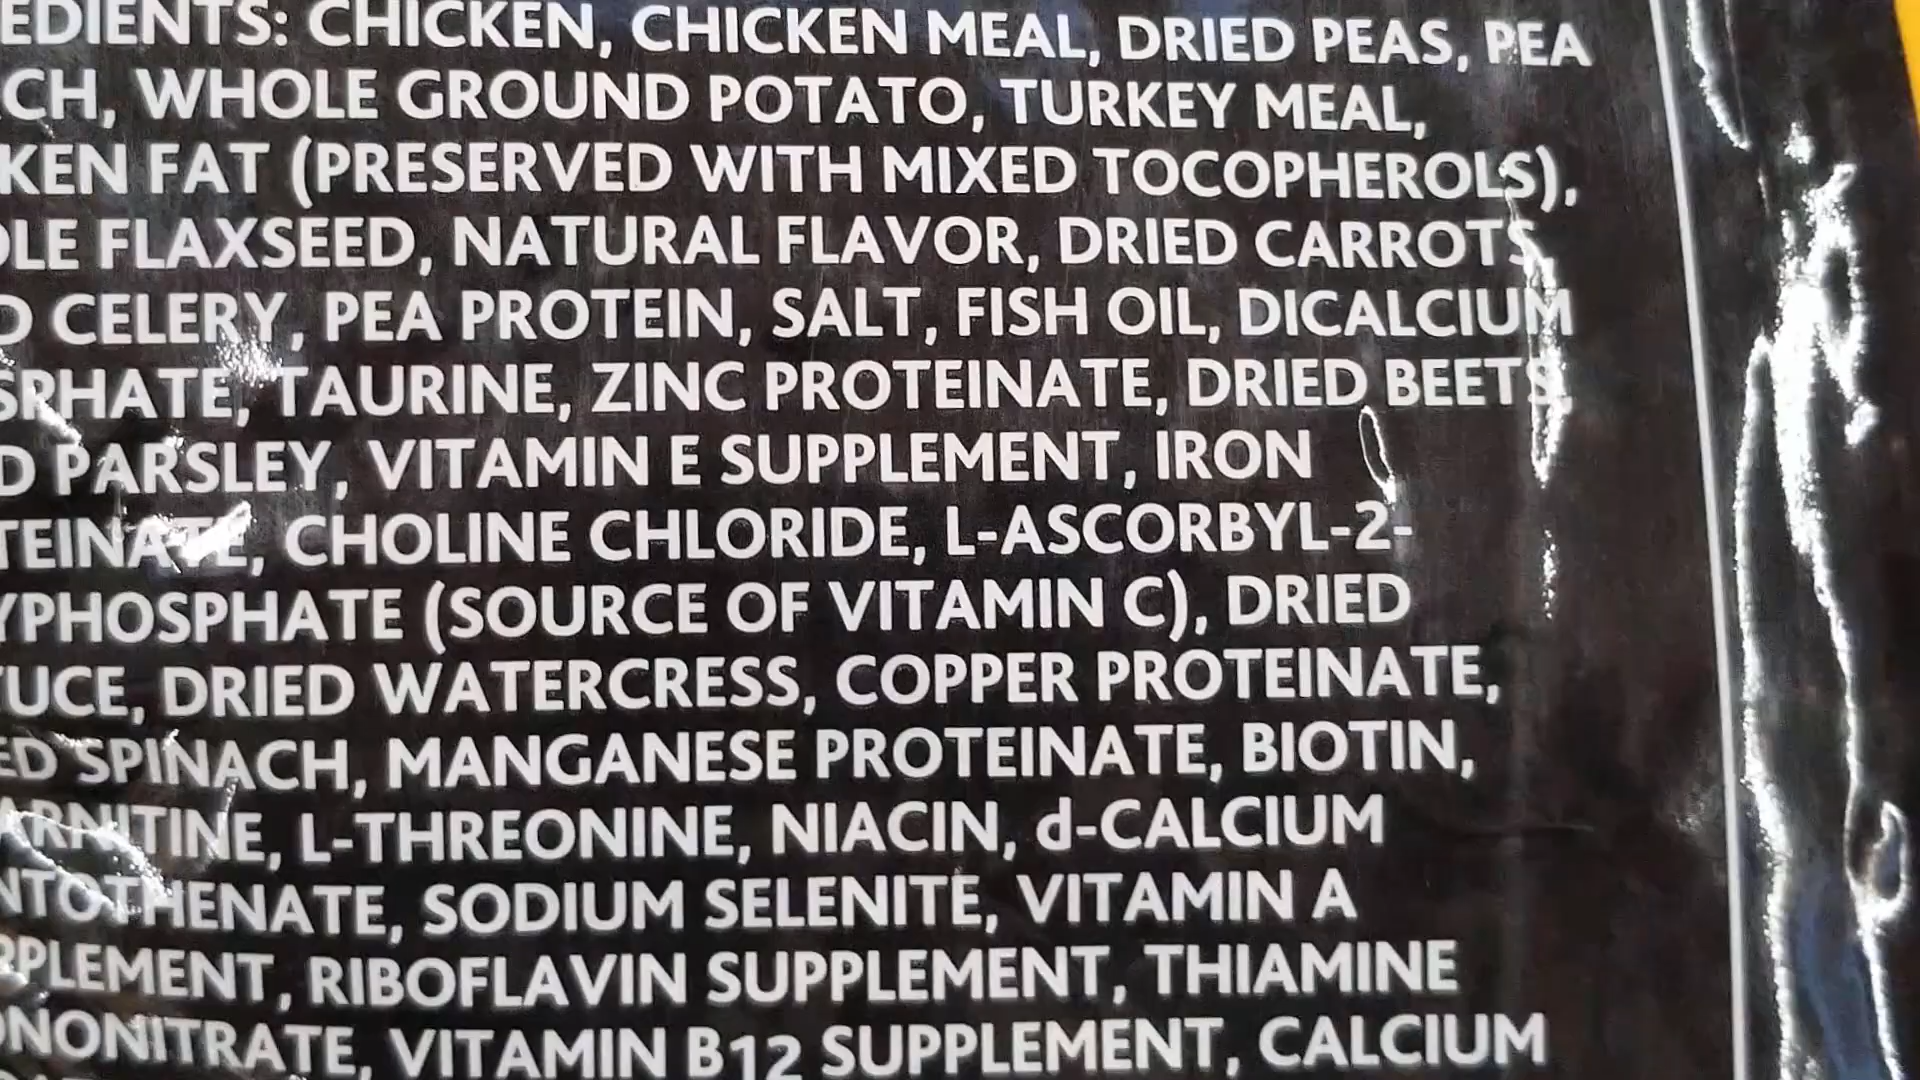 EDIENTS: CHICKEN, CHICKEN MEAL, DRIED PEAS, PEA
CH, WHOLE GROUND POTATO, TURKEY MEAL,
KEN FAT (PRESERVED WITH MIXED TOCOPHEROLS),
OLE FLAXSEED, NATURAL FLAVOR, DRIED CARROTS,
D CELERY, PEA PROTEIN, SALT, FISH OIL, DICALCIUM
SPHATE, TAURINE, ZINC PROTEINATE, DRIED BEETS,
D PARSLEY, VITAMIN E SUPPLEMENT, IRON
TEINATE, CHOLINE CHLORIDE, L-ASCORBYL-2-
YPHOSPHATE (SOURCE OF VITAMIN C), DRIED
TUCE, DRIED WATERCRESS, COPPER PROTEINATE,
ED SPINACH, MANGANESE PROTEINATE, BIOTIN,
ARNITINE, L-THREONINE, NIACIN, d-CALCIUM
NTOTHENATE, SODIUM SELENITE, VITAMIN A
PPLEMENT, RIBOFLAVIN SUPPLEMENT, THIAMINE
ONONITRATE, VITAMIN B12 SUPPLEMENT, CALCIUM